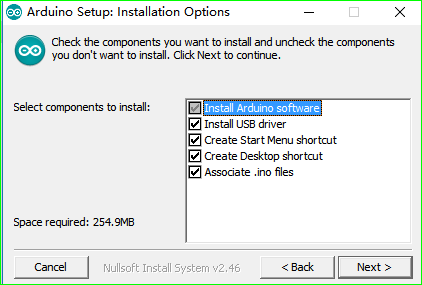 Arduino Setup: Installation Options
Check the components you want to install and uncheck the components
you don't want to install. Click Next to continue.
Select components to install:
Install Arduino software
Install USB driver
Create Start Menu shortcut
Create Desktop shortcut
Associate .ino files
Space required: 254.9MB
Cancel
Nullsoft Install System v2.46
< Back
Next >